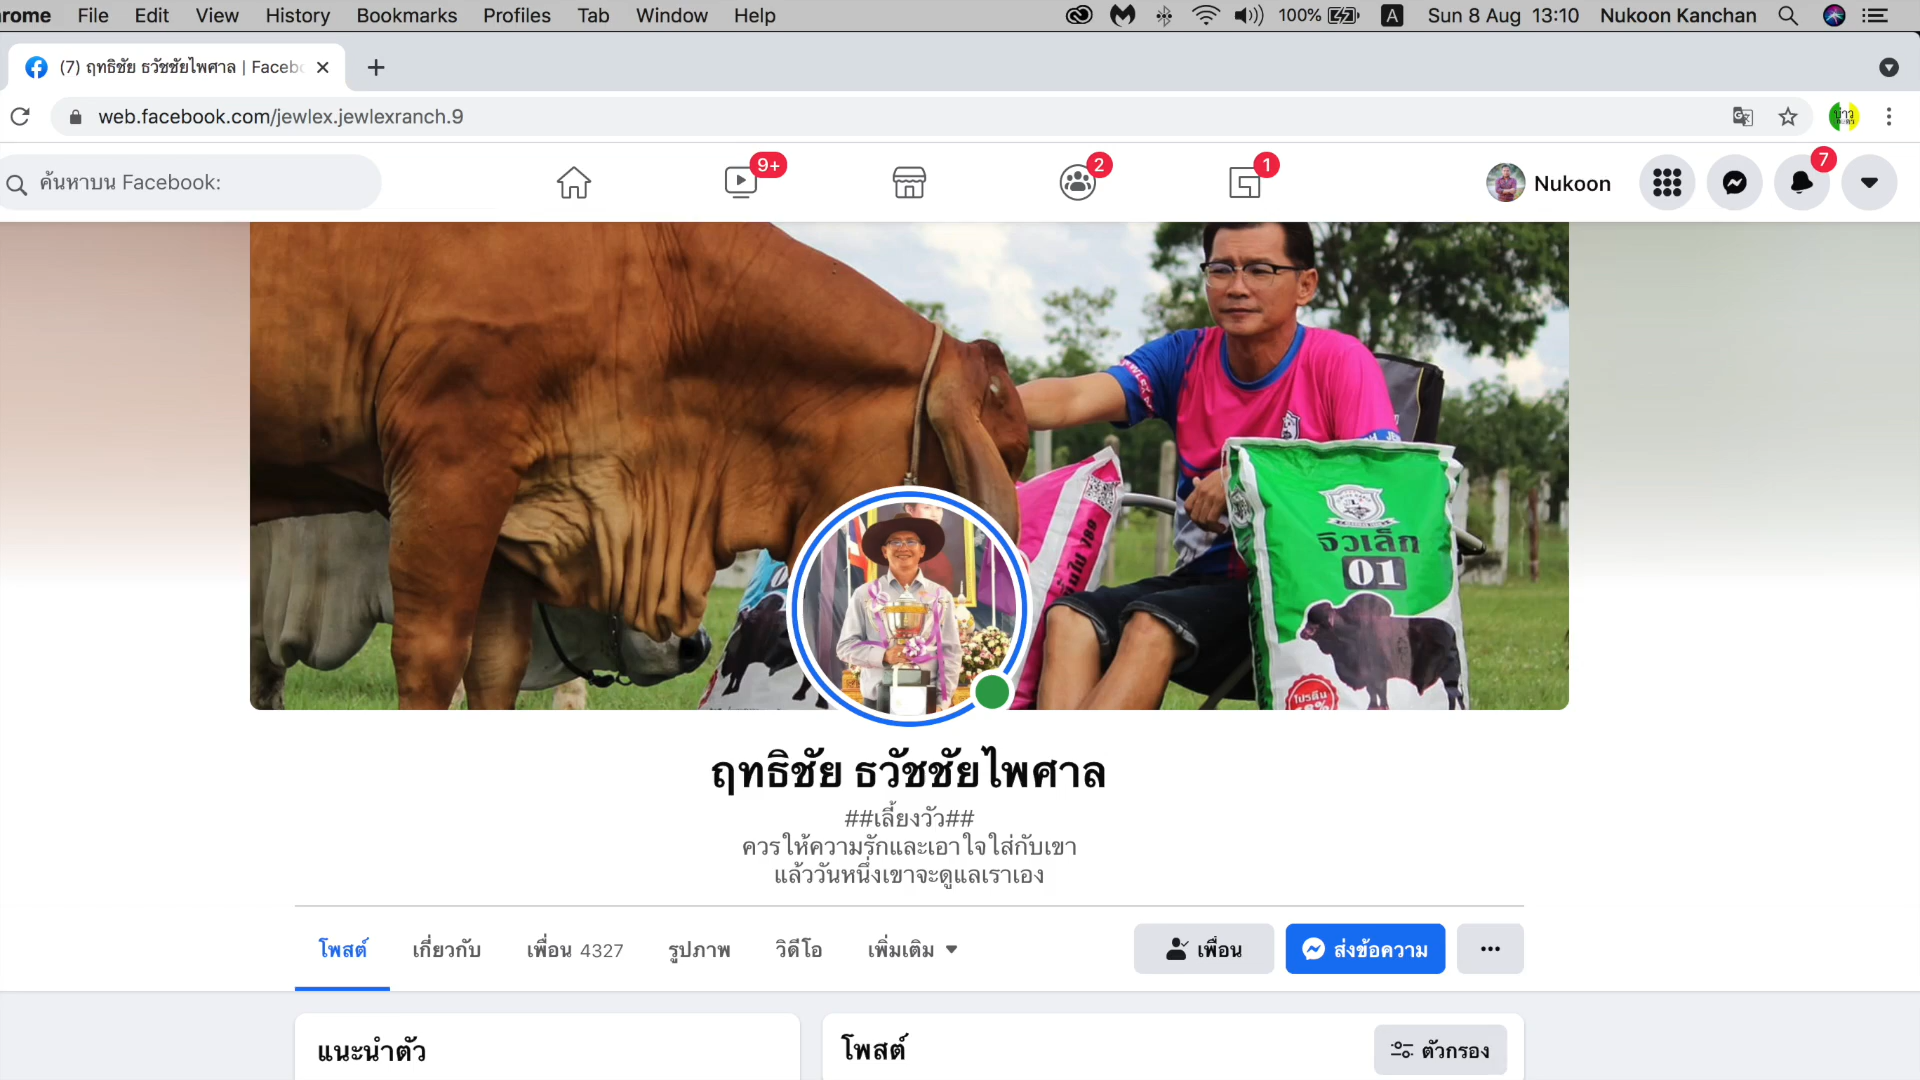 rome File Edit View History Bookmarks Profiles Tab Window Help 100% A Sun 8 Aug 13:10 Nukoon Kanchan
(7) ฤทธิชัย ธวัชชัยไพศาล | Faceb
web.facebook.com/jewlex.jewlexranch.9
ค้นหาบน Facebook: 9+ 2 1 Nukoon 7
จิวเล็ก
01
โปรตีน
ฤทธิชัย ธวัชชัยไพศาล
##เลี้ยงวัว##
ควรให้ความรักและเอาใจใส่กับเขา
แล้ววันหนึ่งเขาจะดูแลเราเอง
โพสต์ เกี่ยวกับ เพื่อน 4327 รูปภาพ วิดีโอ เพิ่มเติม เพื่อน ส่งข้อความ
แนะนำตัว
โพสต์ ตัวกรอง